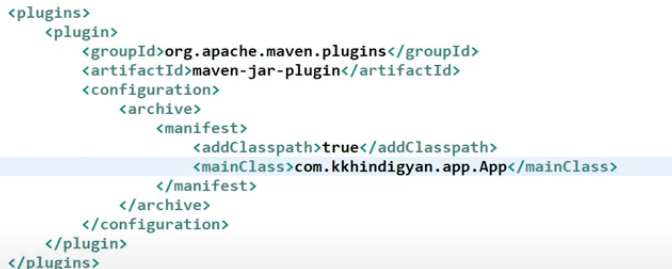 <plugins>
<plugin>
<groupId>org.apache.maven.plugins</groupId>
<artifactId>maven-jar-plugin</artifactId>
<configuration>
<archive>
<manifest>
<addClasspath>true</addClasspath>
<mainClass>com.kkhindigyan.app.App</mainClass>
</manifest>
</archive>
</configuration>
</plugin>
</plugins>